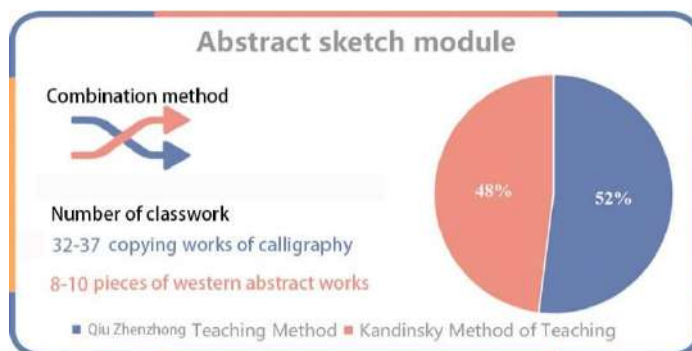 Abstract sketch module
Combination method
48%
52%
Number of classwork
32-37 copying works of calligraphy
8-10 pieces of western abstract works
Qiu Zhenzhong Teaching Method Kandinsky Method of Teaching